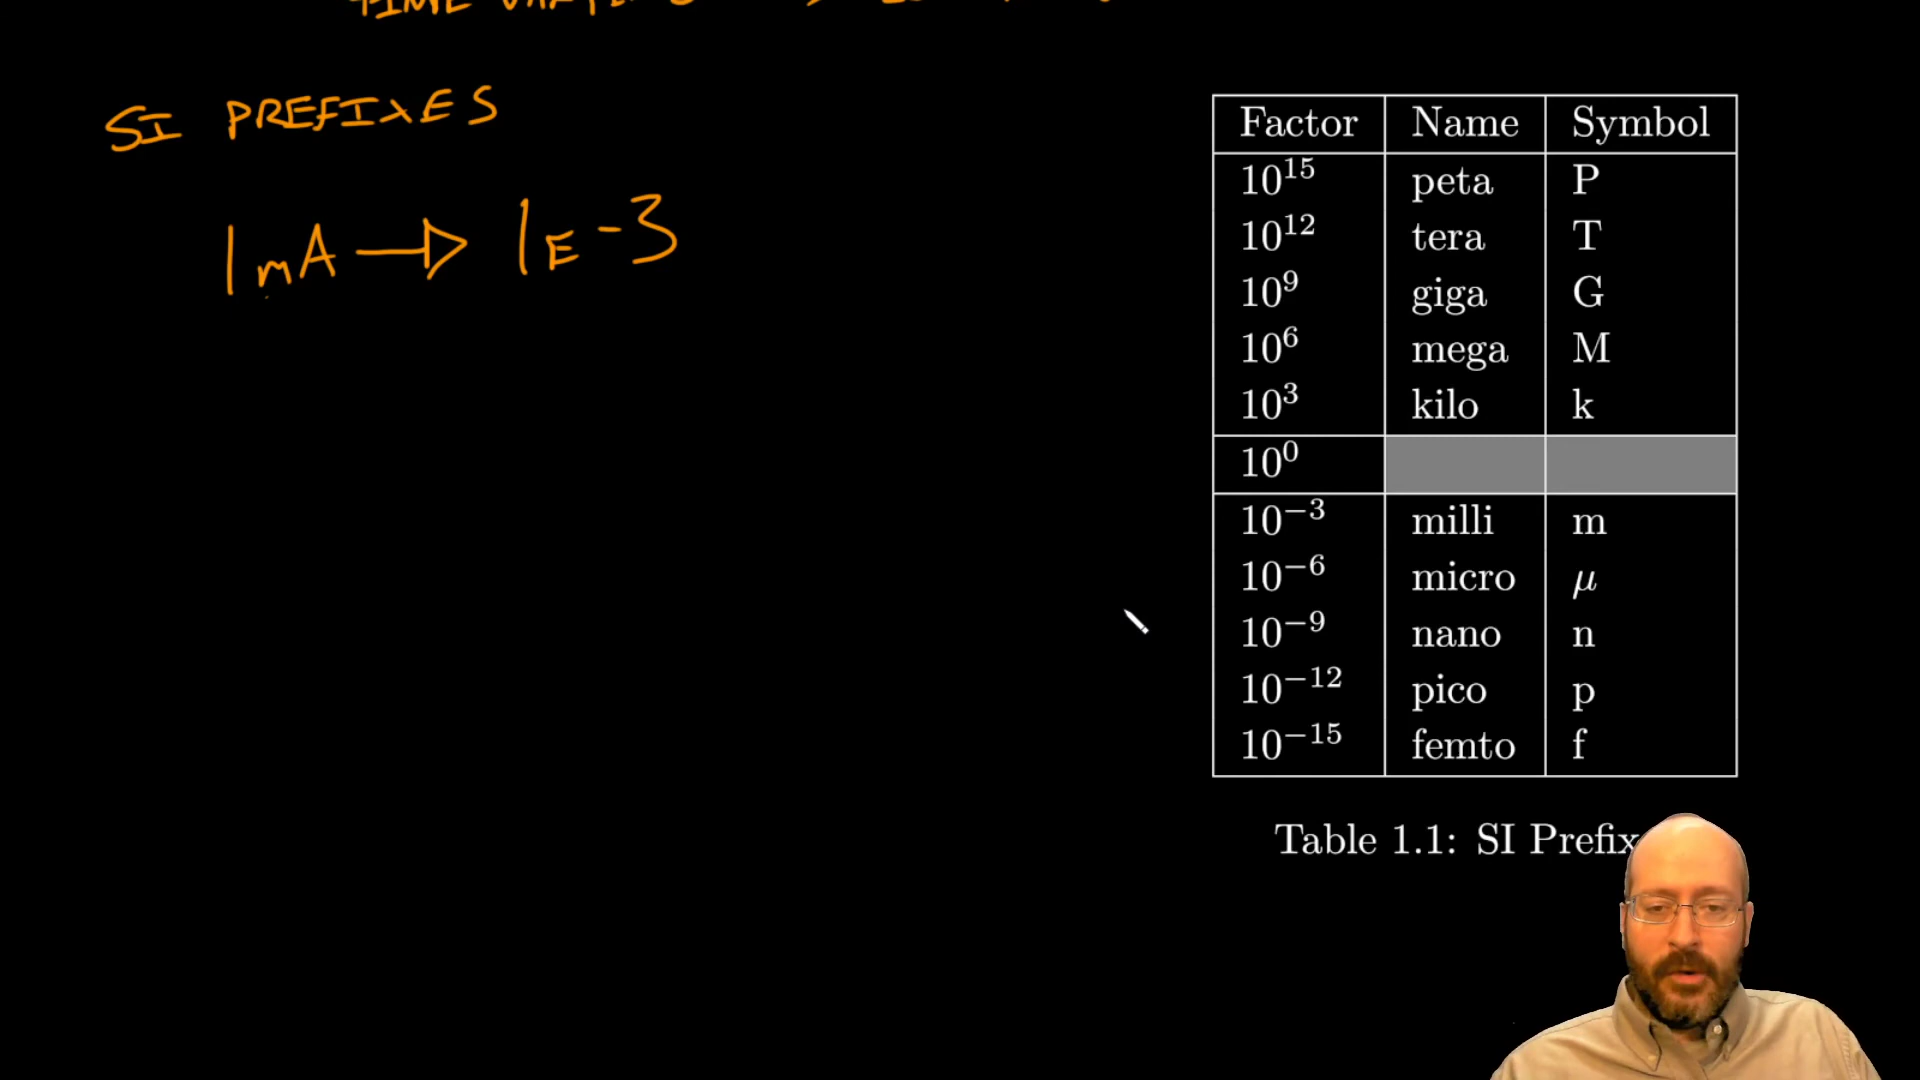 TIME
SI PREFIXES
1mA → 1E-3
Factor Name Symbol
10^15 peta P
10^12 tera T
10^9 giga G
10^6 mega M
10^3 kilo k
10^0
10^−3 milli m
10^−6 micro μ
10^−9 nano n
10^−12 pico p
10^−15 femto f
Table 1.1: SI Prefix